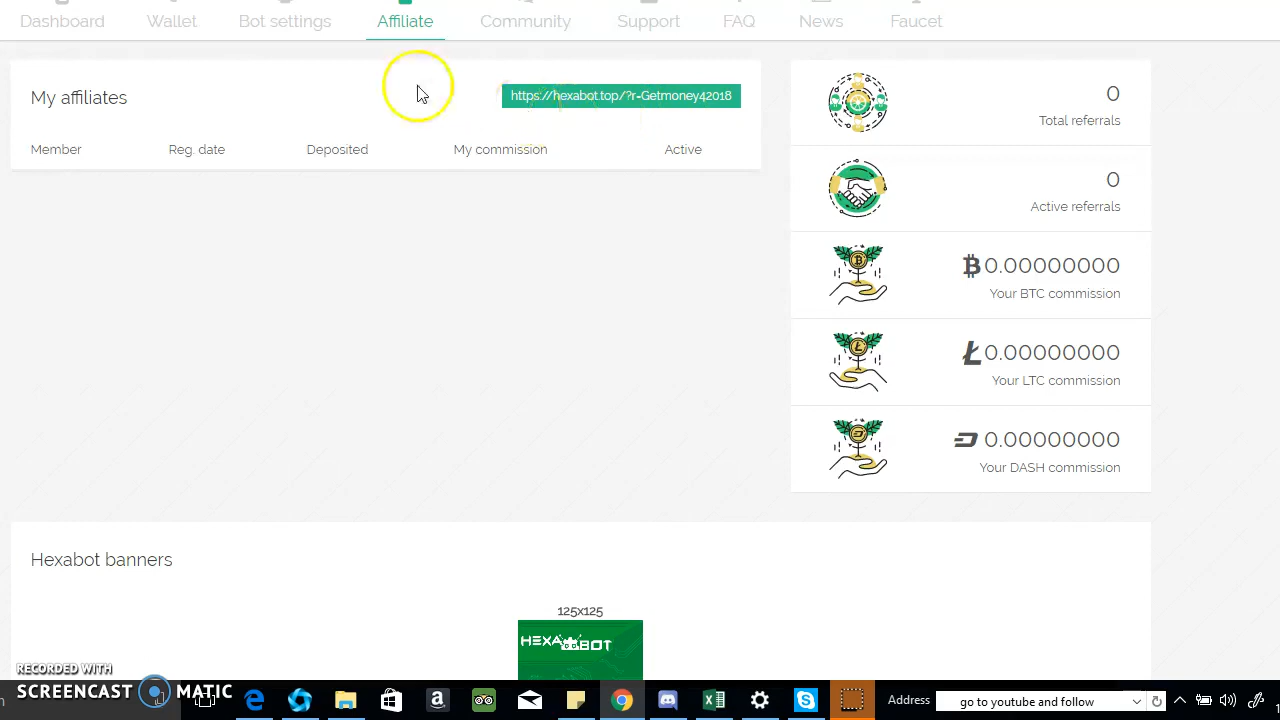 Dashboard Wallet Bot settings Affiliate Community Support FAQ News Faucet
My affiliates
https://hexabot.top/?r=Getmoney42018
Member Reg. date Deposited My commission Active
0
Total referrals
0
Active referrals
0.00000000
Your BTC commission
0.00000000
Your LTC commission
0.00000000
Your DASH commission
Hexabot banners
125x125
HEXABOT
RECORDED WITH
SCREENCAST MATIC
Address go to youtube and follow